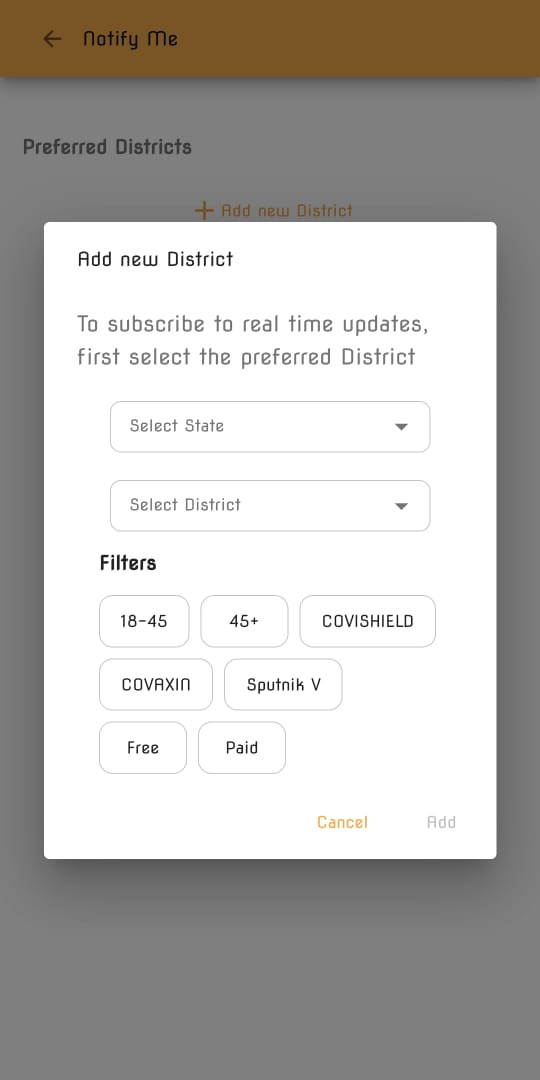 Notify Me
Preferred Districts
Add new District
Add new District
To subscribe to real time updates,
first select the preferred District
Select State
Select District
Filters
18-45 45+ COVISHIELD
COVAXIN Sputnik V
Free Paid
Cancel Add